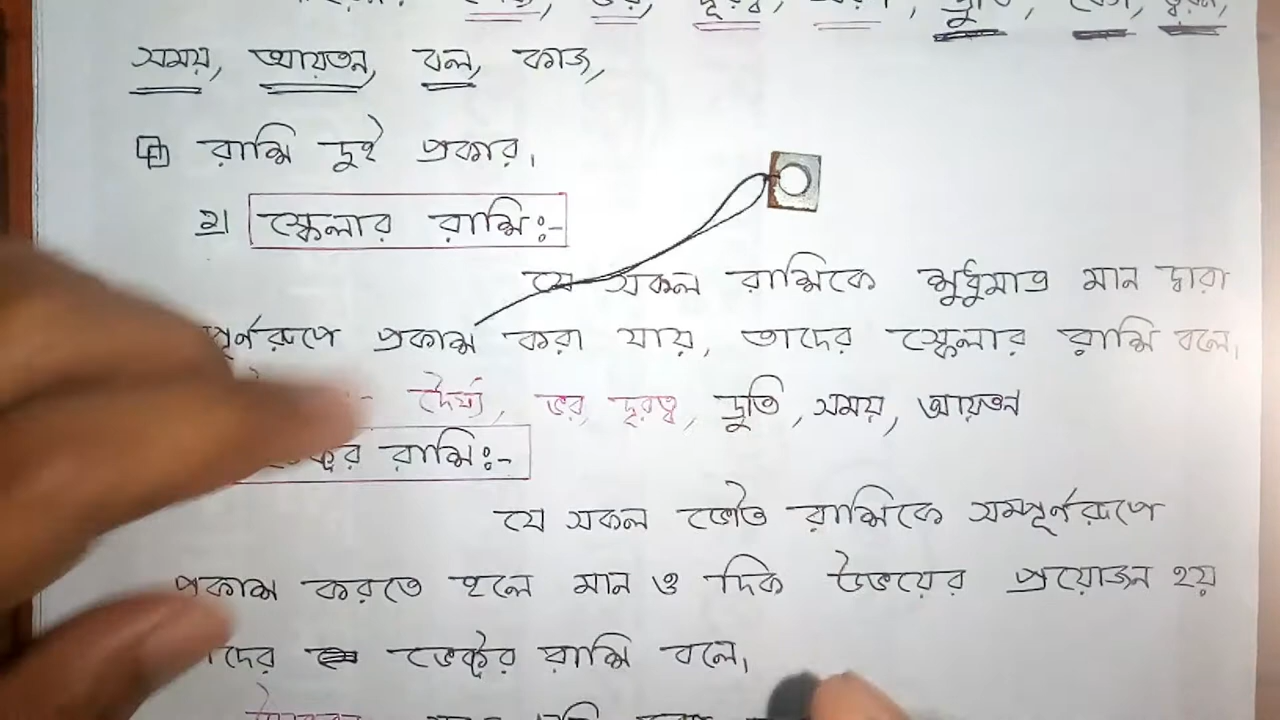 সময়, আয়তন, বল, কাজ,
রাশি দুই প্রকার।
১। স্কেলার রাশি:-
যে সকল রাশিকে শুধুমাত্র মান দ্বারা
পূর্ণরুপে প্রকাশ করা যায়, তাদের স্কেলার রাশি বলে।
:- দৈর্ঘ্য, ভর, দূরত্ব, দ্রুতি, সময়, আয়তন
রাশি:-
যে সকল ভৌত রাশিকে সম্পূর্নরূপে
প্রকাশ করতে হলে মান ও দিক উভয়ের প্রয়োজন হয়
দের ভেক্টর রাশি বলে।